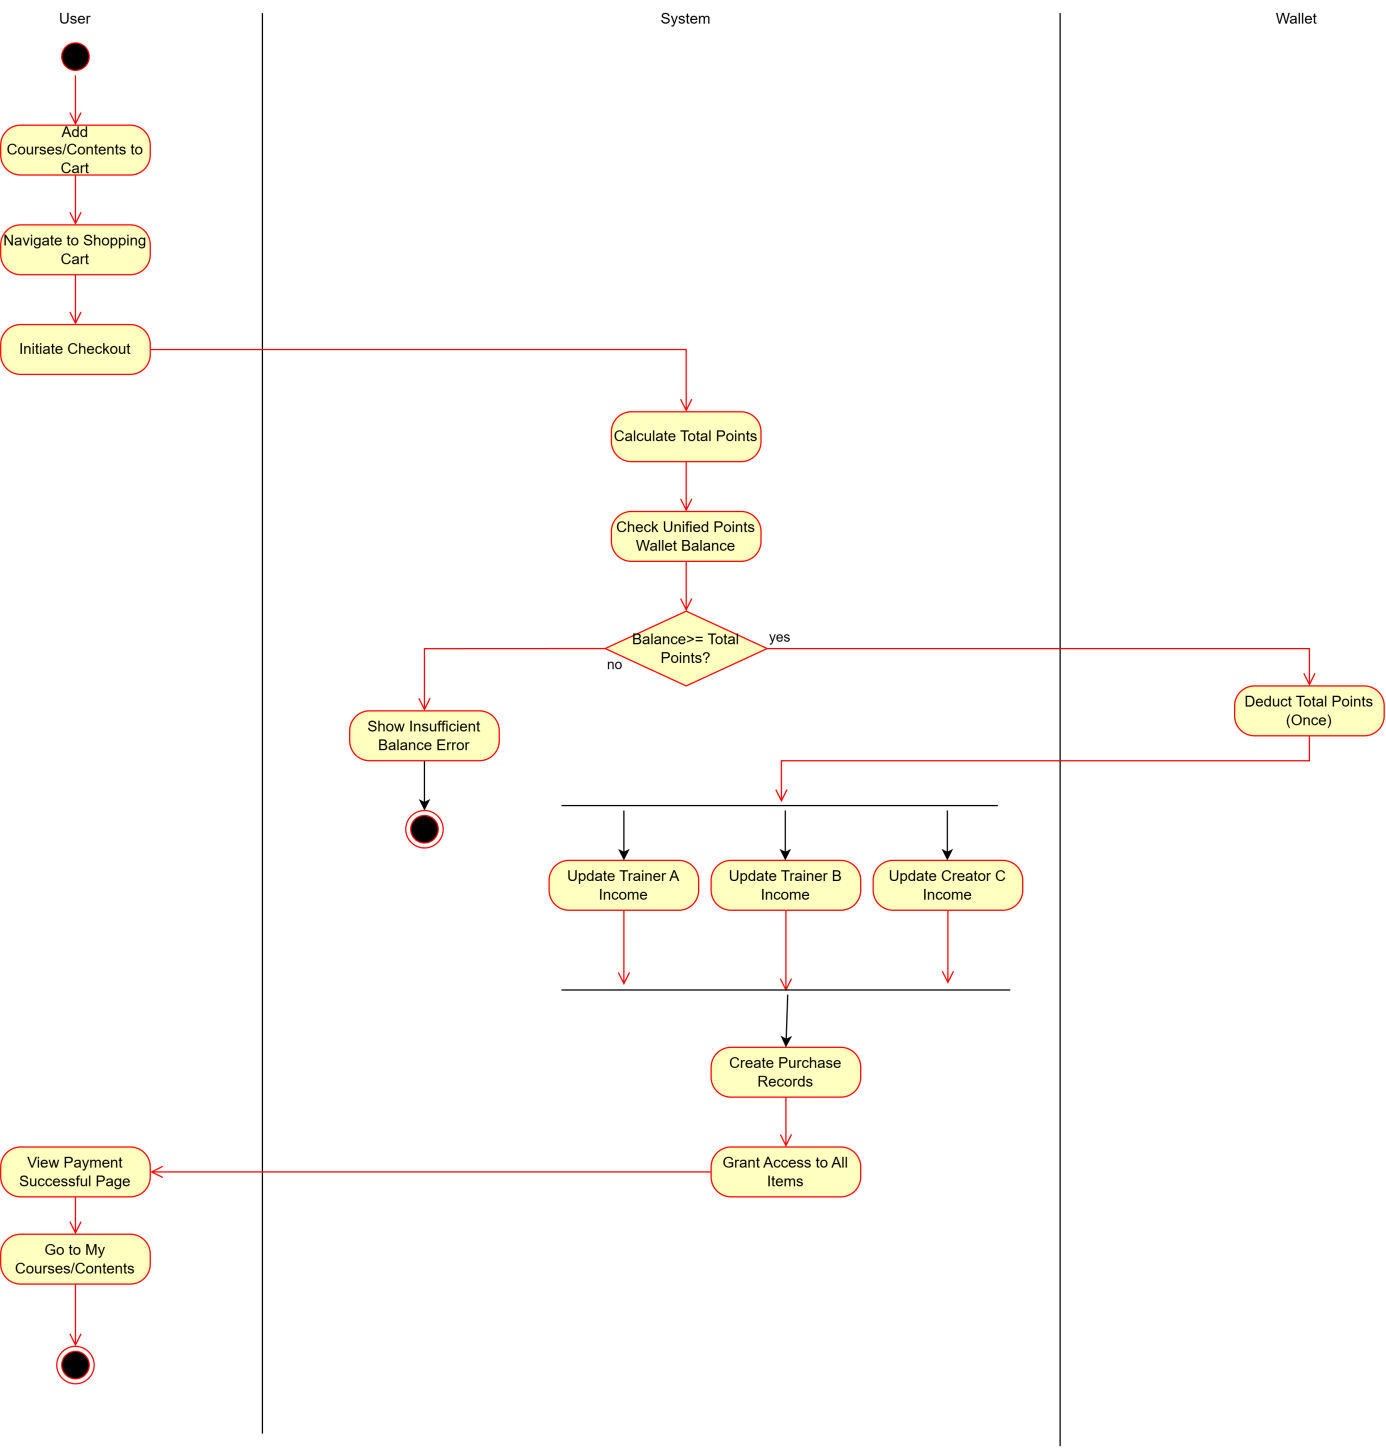 User
System
Wallet
Add
Courses/Contents to
Cart
Navigate to Shopping
Cart
Initiate Checkout
Calculate Total Points
Check Unified Points
Wallet Balance
Balance>= Total
Points?
yes
no
Deduct Total Points
(Once)
Show Insufficient
Balance Error
Update Trainer A
Income
Update Trainer B
Income
Update Creator C
Income
Create Purchase
Records
Grant Access to All
Items
View Payment
Successful Page
Go to My
Courses/Contents